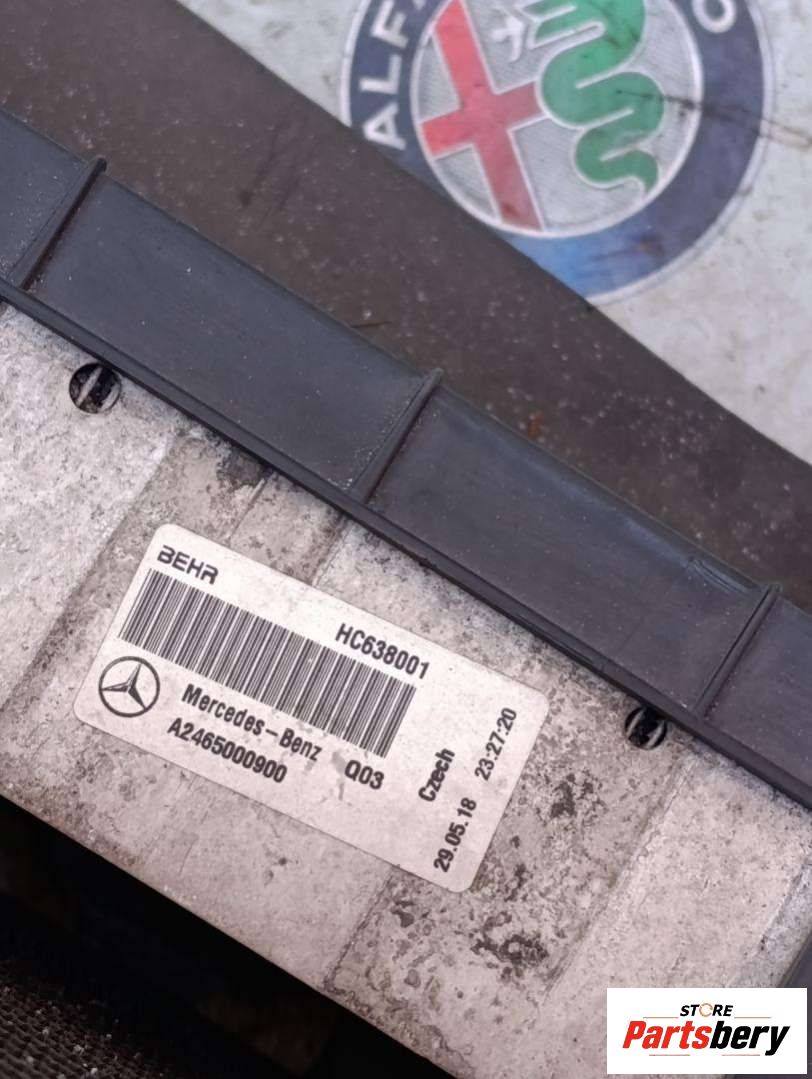 ALFA
O
BEHR
HC638001
Mercedes-Benz
A2465000900
Q03
Czech
29.05.18 23:27:20
STORE
Partsbery